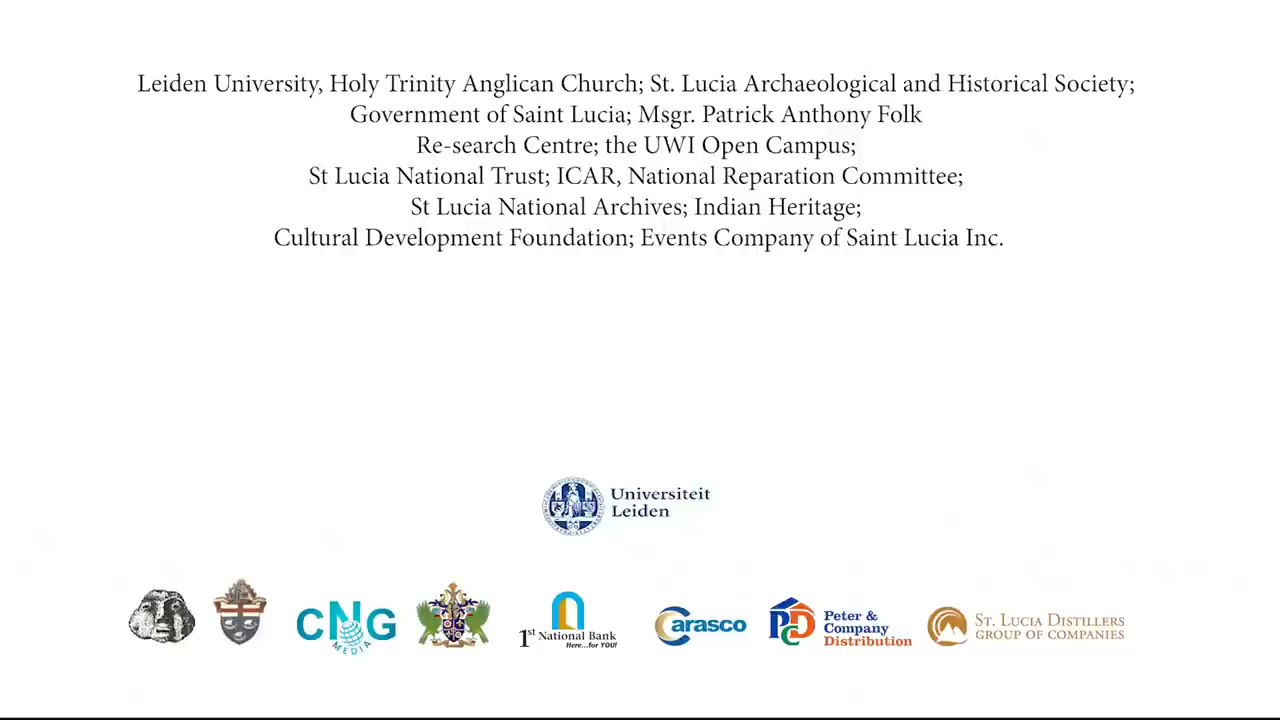 Leiden University, Holy Trinity Anglican Church; St. Lucia Archaeological and Historical Society;
Government of Saint Lucia; Msgr. Patrick Anthony Folk
Re-search Centre; the UWI Open Campus;
St Lucia National Trust; ICAR, National Reparation Committee;
St Lucia National Archives; Indian Heritage;
Cultural Development Foundation; Events Company of Saint Lucia Inc.
Universiteit
Leiden
CNG
MEDIA
1st National Bank
Here...for YOU!
Carasco
PCD
Peter &
Company
Distribution
ST. LUCIA DISTILLERS
GROUP OF COMPANIES